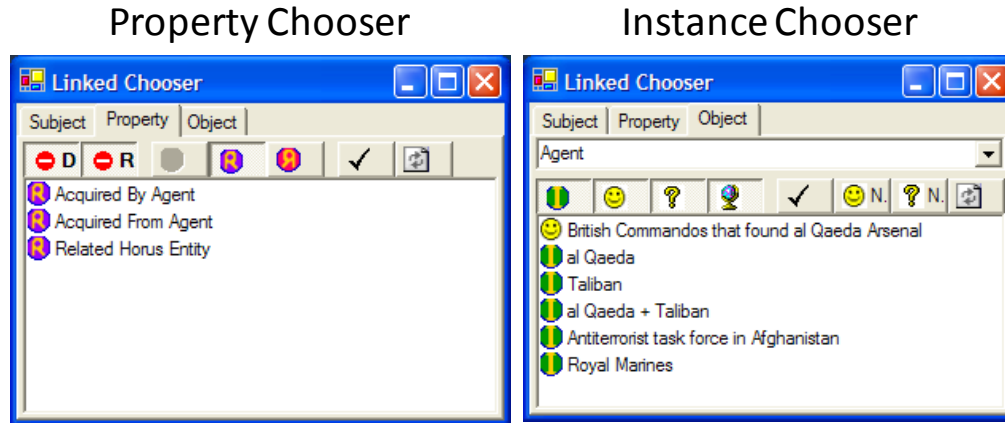 Property Chooser
Linked Chooser
Subject Property Object
D R R Я
R Acquired By Agent
R Acquired From Agent
R Related Horus Entity
Instance Chooser
Linked Chooser
Subject Property Object
Agent
I ? N. ? N.
British Commandos that found al Qaeda Arsenal
I al Qaeda
I Taliban
I al Qaeda + Taliban
I Antiterrorist task force in Afghanistan
I Royal Marines